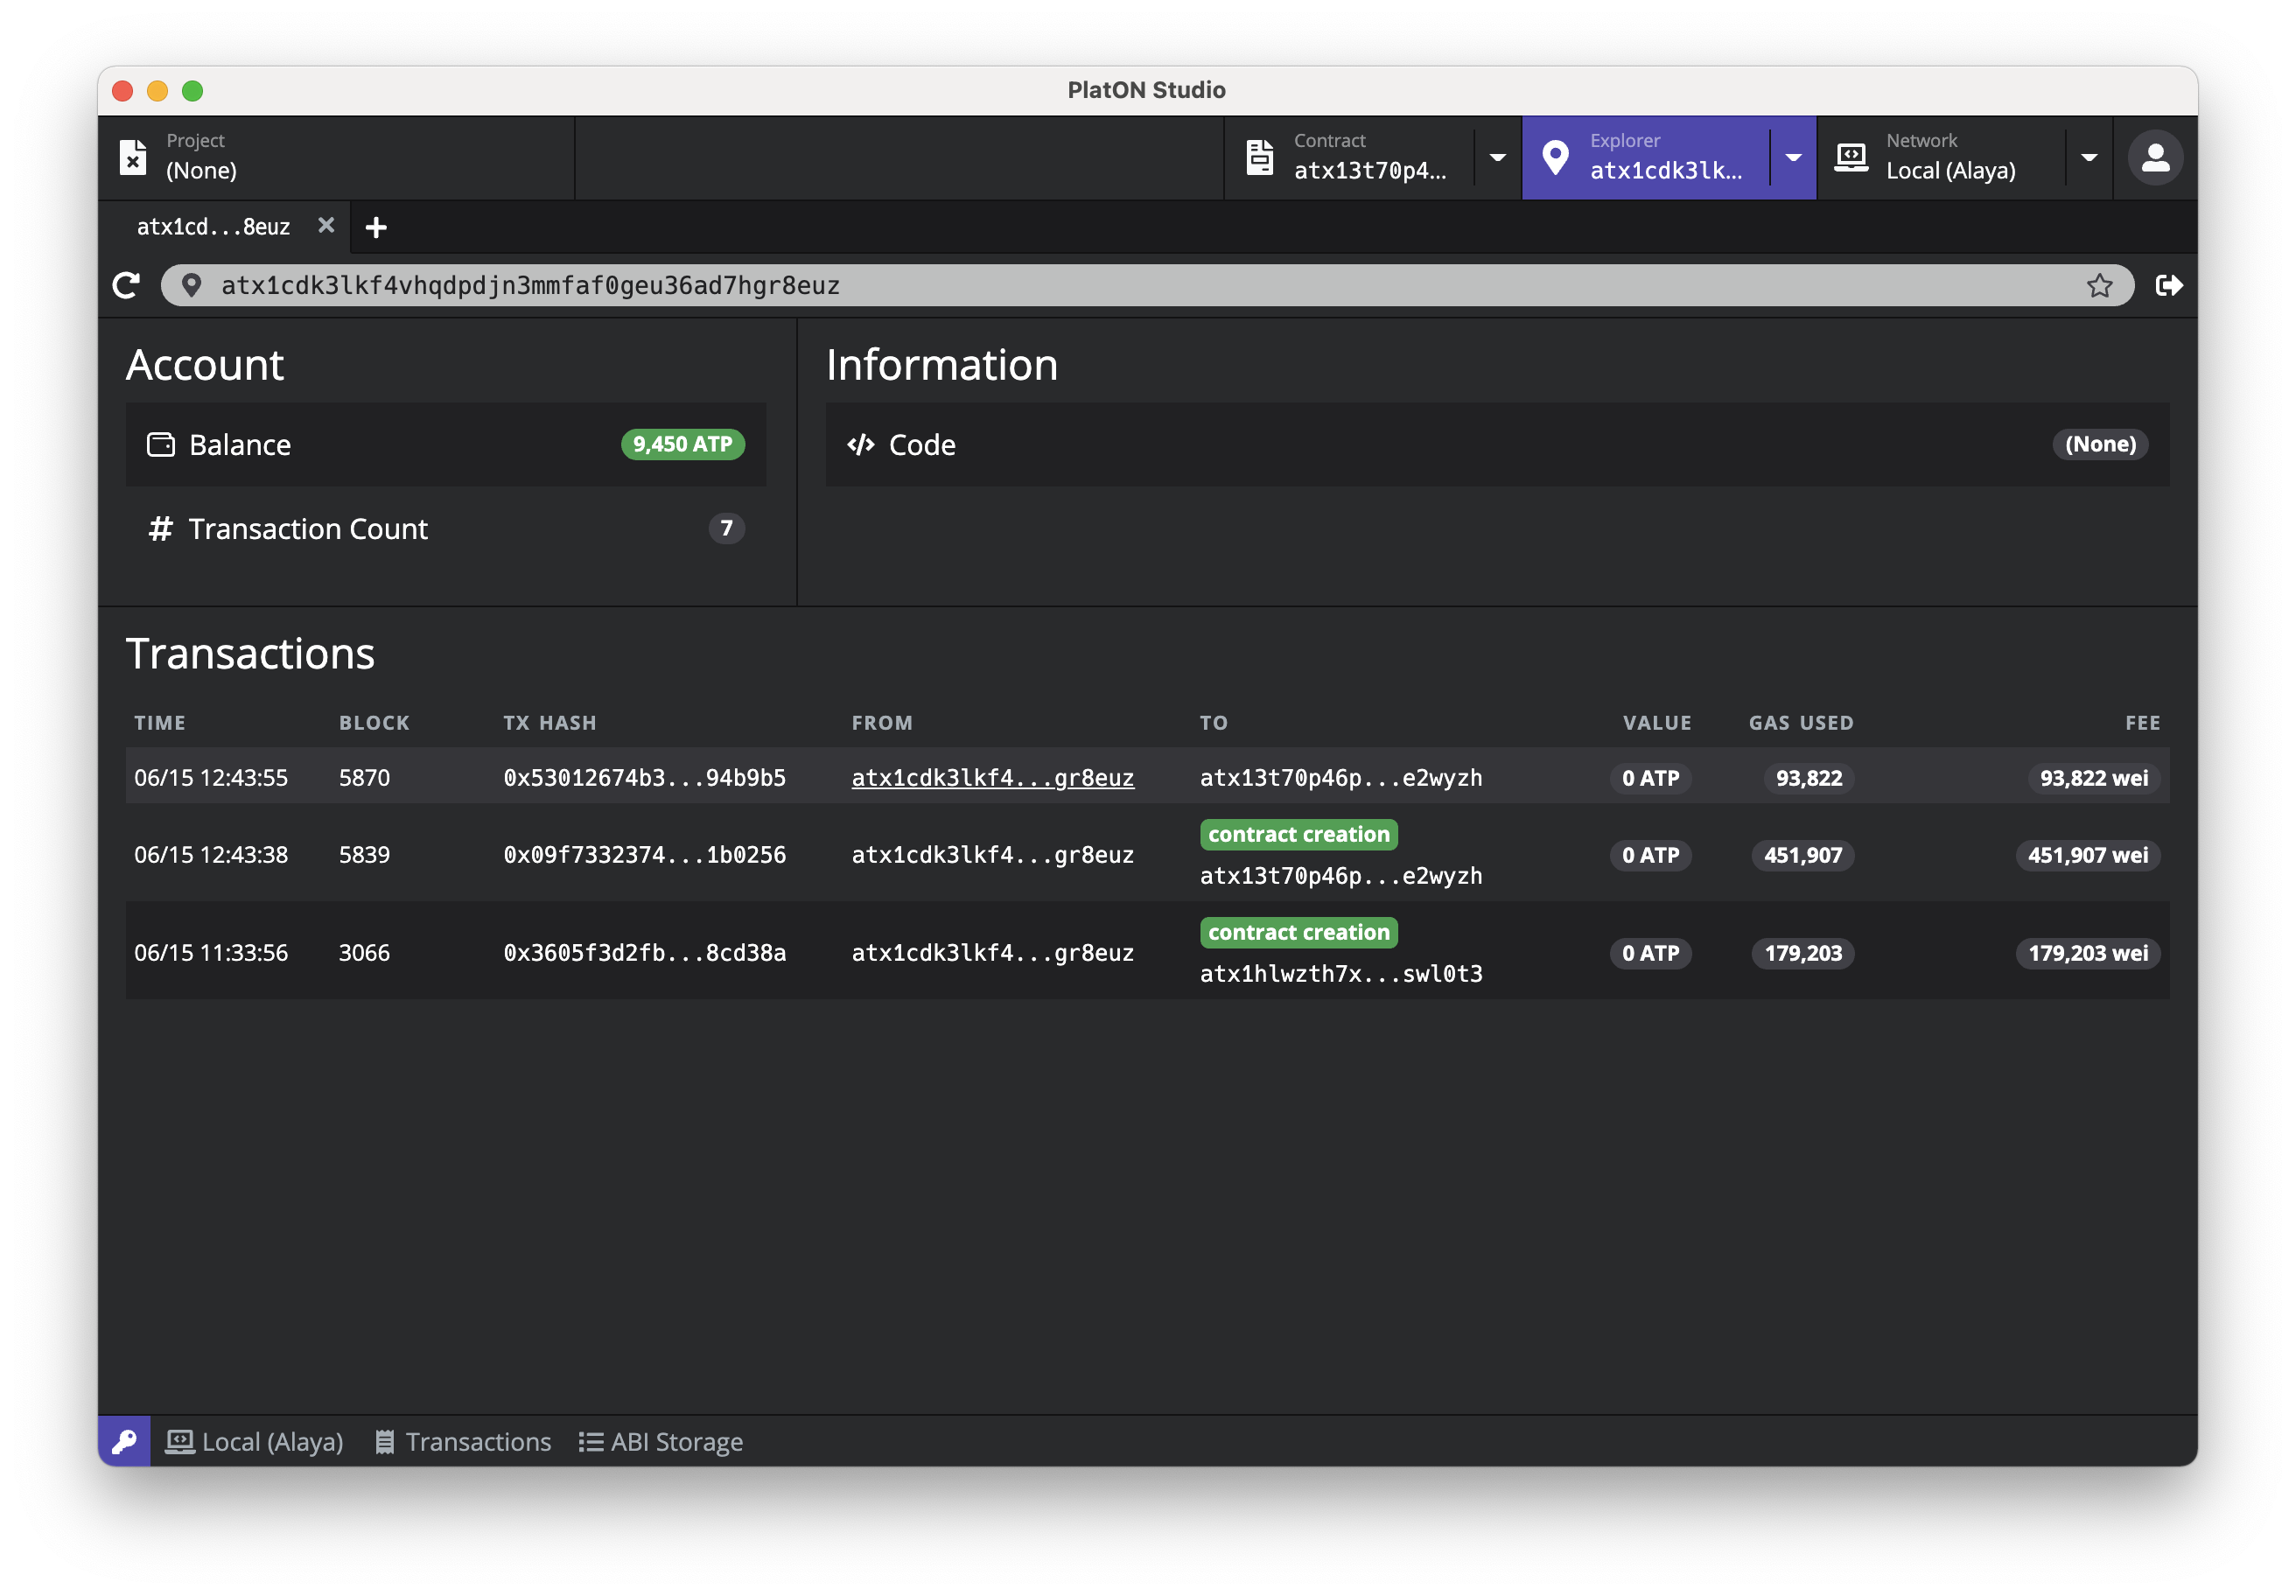 PlatON Studio
Project
(None)
Contract
atx13t70p4...
Explorer
atx1cdk3lk...
Network
Local (Alaya)
atx1cd...8euz
atx1cdk3lkf4vhqdpdjn3mmfaf0geu36ad7hgr8euz
Account
Balance 9,450 ATP
# Transaction Count 7
Information
Code (None)
Transactions
TIME BLOCK TX HASH FROM TO VALUE GAS USED FEE
06/15 12:43:55 5870 0x53012674b3...94b9b5 atx1cdk3lkf4...gr8euz atx13t70p46p...e2wyzh 0 ATP 93,822 93,822 wei
contract creation
06/15 12:43:38 5839 0x09f7332374...1b0256 atx1cdk3lkf4...gr8euz atx13t70p46p...e2wyzh 0 ATP 451,907 451,907 wei
contract creation
06/15 11:33:56 3066 0x3605f3d2fb...8cd38a atx1cdk3lkf4...gr8euz atx1hlwzth7x...swl0t3 0 ATP 179,203 179,203 wei
Local (Alaya) Transactions ABI Storage